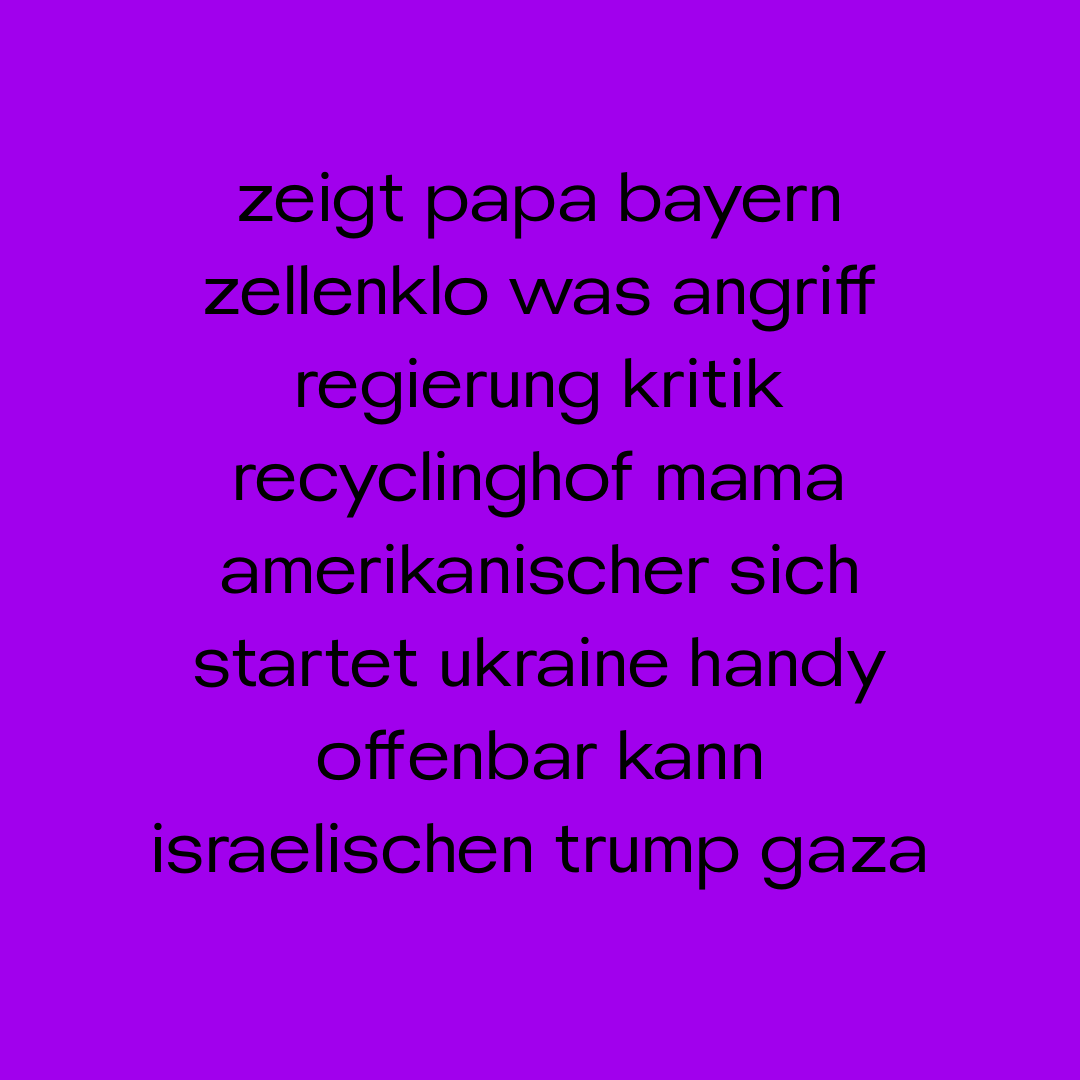 zeigt papa bayern
zellenklo was angriff
regierung kritik
recyclinghof mama
amerikanischer sich
startet ukraine handy
offenbar kann
israelischen trump gaza